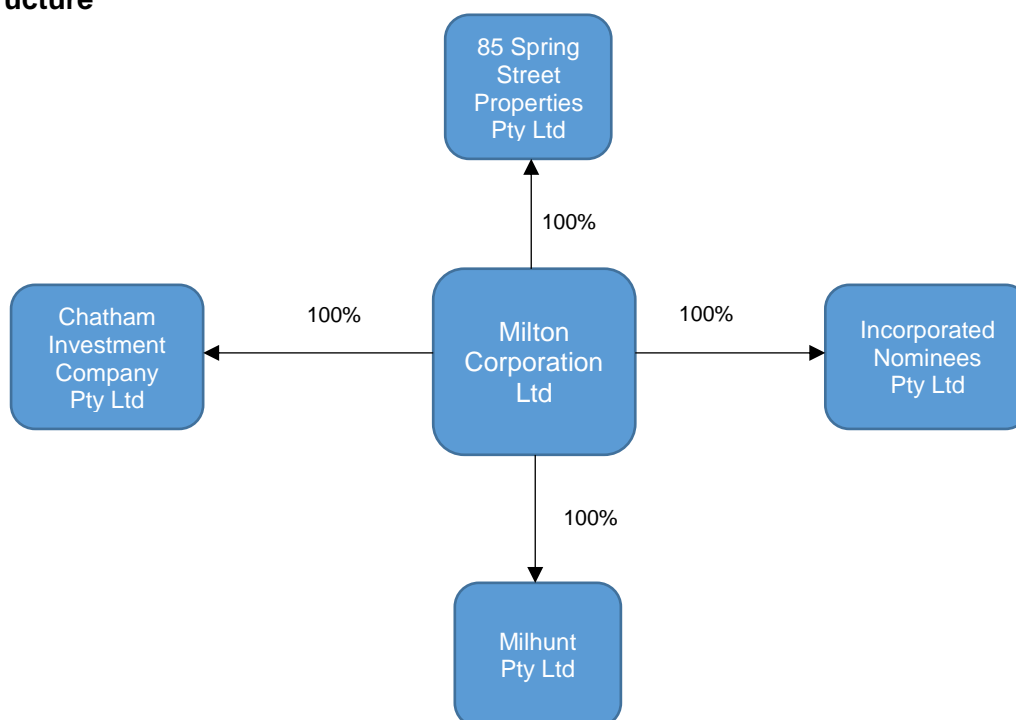 ucture
85 Spring
Street
Properties
Pty Ltd
100%
Chatham
Investment
Company
Pty Ltd
100%
Milton
Corporation
Ltd
100%
Incorporated
Nominees
Pty Ltd
100%
Milhunt
Pty Ltd